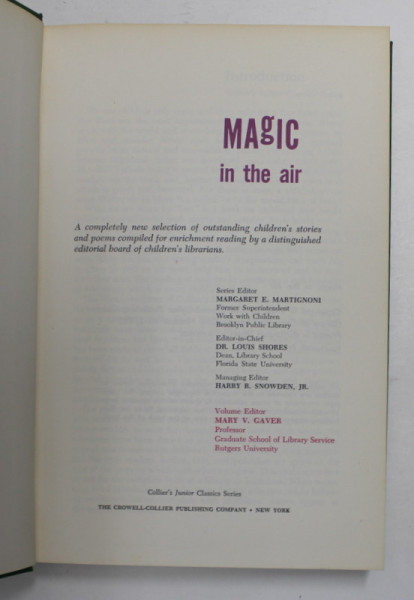 MAgIC
in the air
A completely new selection of outstanding children's stories
and poems compiled for enrichment reading by a distinguished
editorial board of children's librarians.
Series Editor
MARGARET E. MARTIGNONI
Former Superintendent
Work with Children
Brooklyn Public Library
Editor-in-Chief
DR. LOUIS SHORES
Dean, Library School
Florida State University
Managing Editor
HARRY R. SNOWDEN, JR.
Volume Editor
MARY V. GAVER
Professor
Graduate School of Library Service
Rutgers University
Collier's Junior Classics Series
THE CROWELL-COLLIER PUBLISHING COMPANY • NEW YORK